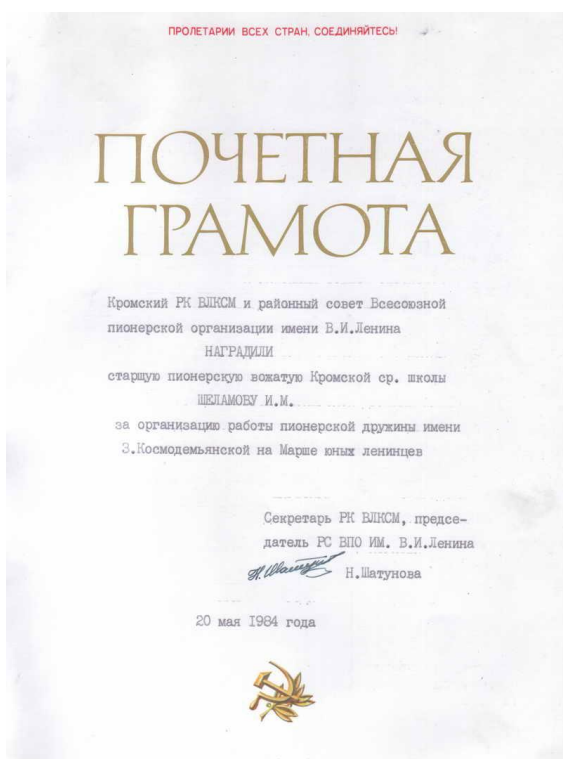 ПРОЛЕТАРИИ ВСЕХ СТРАН, СОЕДИНЯЙТЕСЬ!
ПОЧЕТНАЯ
ГРАМОТА
Кромский РК ВЛКСМ и районный совет Всесоюзной
пионерской организации имени В.И.Ленина
НАГРАДИЛИ
старшую пионерскую вожатую Кромской ср. школы
ШЕЛАМОВУ И.М.
за организацию работы пионерской дружины имени
З.Космодемьянской на Марше юных ленинцев
Секретарь РК ВЛКСМ, предсе-
датель РС ВПО ИМ. В.И.Ленина
Н.Шатунова
20 мая 1984 года